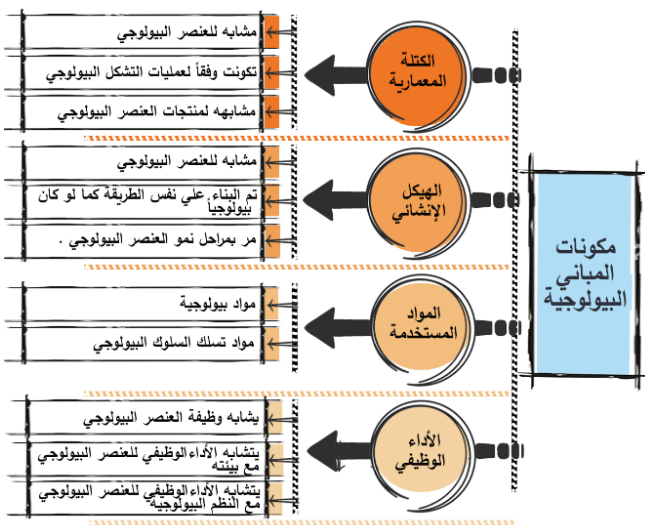 مكونات
المباني
البيولوجية
الكتلة
المعمارية
مشابه للعنصر البيولوجي
تكونت وفقاً لعمليات التشكل البيولوجي
مشابهه لمنتجات العنصر البيولوجي
الهيكل
الإنشائي
مشابه للعنصر البيولوجي
تم البناء علي نفس الطريقة كما لو كان
بيولوجياً
مر بمراحل نمو العنصر البيولوجي .
المواد
المستخدمة
مواد بيولوجية
مواد تسلك السلوك البيولوجي
الأداء
الوظيفي
يشابه وظيفة العنصر البيولوجي
يتشابه الأداء الوظيفي للعنصر البيولوجي
مع بيئته
يتشابه الأداء الوظيفي للعنصر البيولوجي
مع النظم البيولوجية